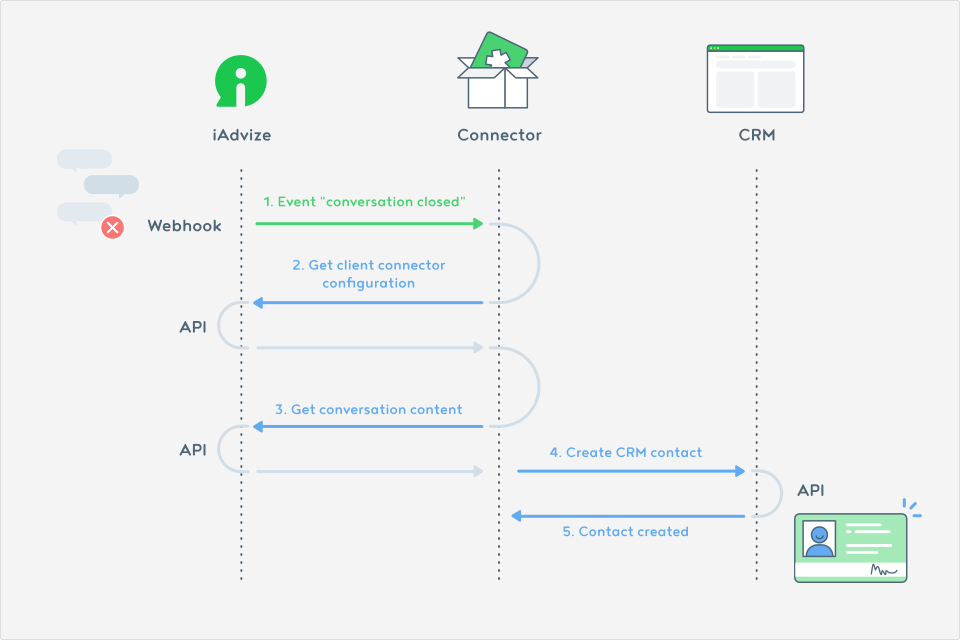 iAdvize
Connector
CRM
1. Event "conversation closed"
Webhook
2. Get client connector
configuration
API
3. Get conversation content
API
4. Create CRM contact
API
5. Contact created